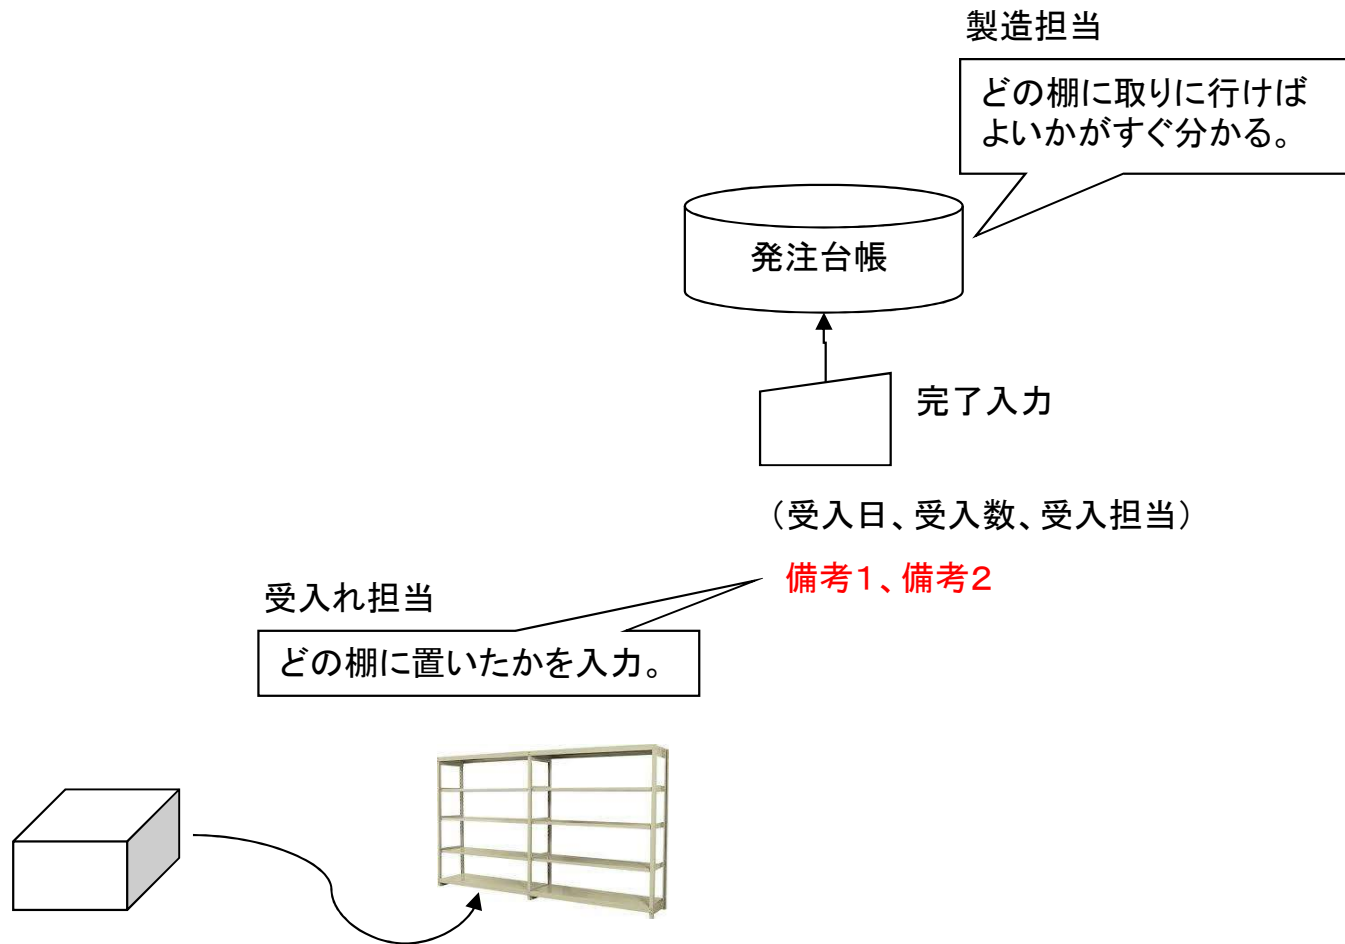 製造担当
どの棚に取りに行けば
よいかがすぐ分かる。
発注台帳
完了入力
（受入日、受入数、受入担当）
備考１、備考２
受入れ担当
どの棚に置いたかを入力。